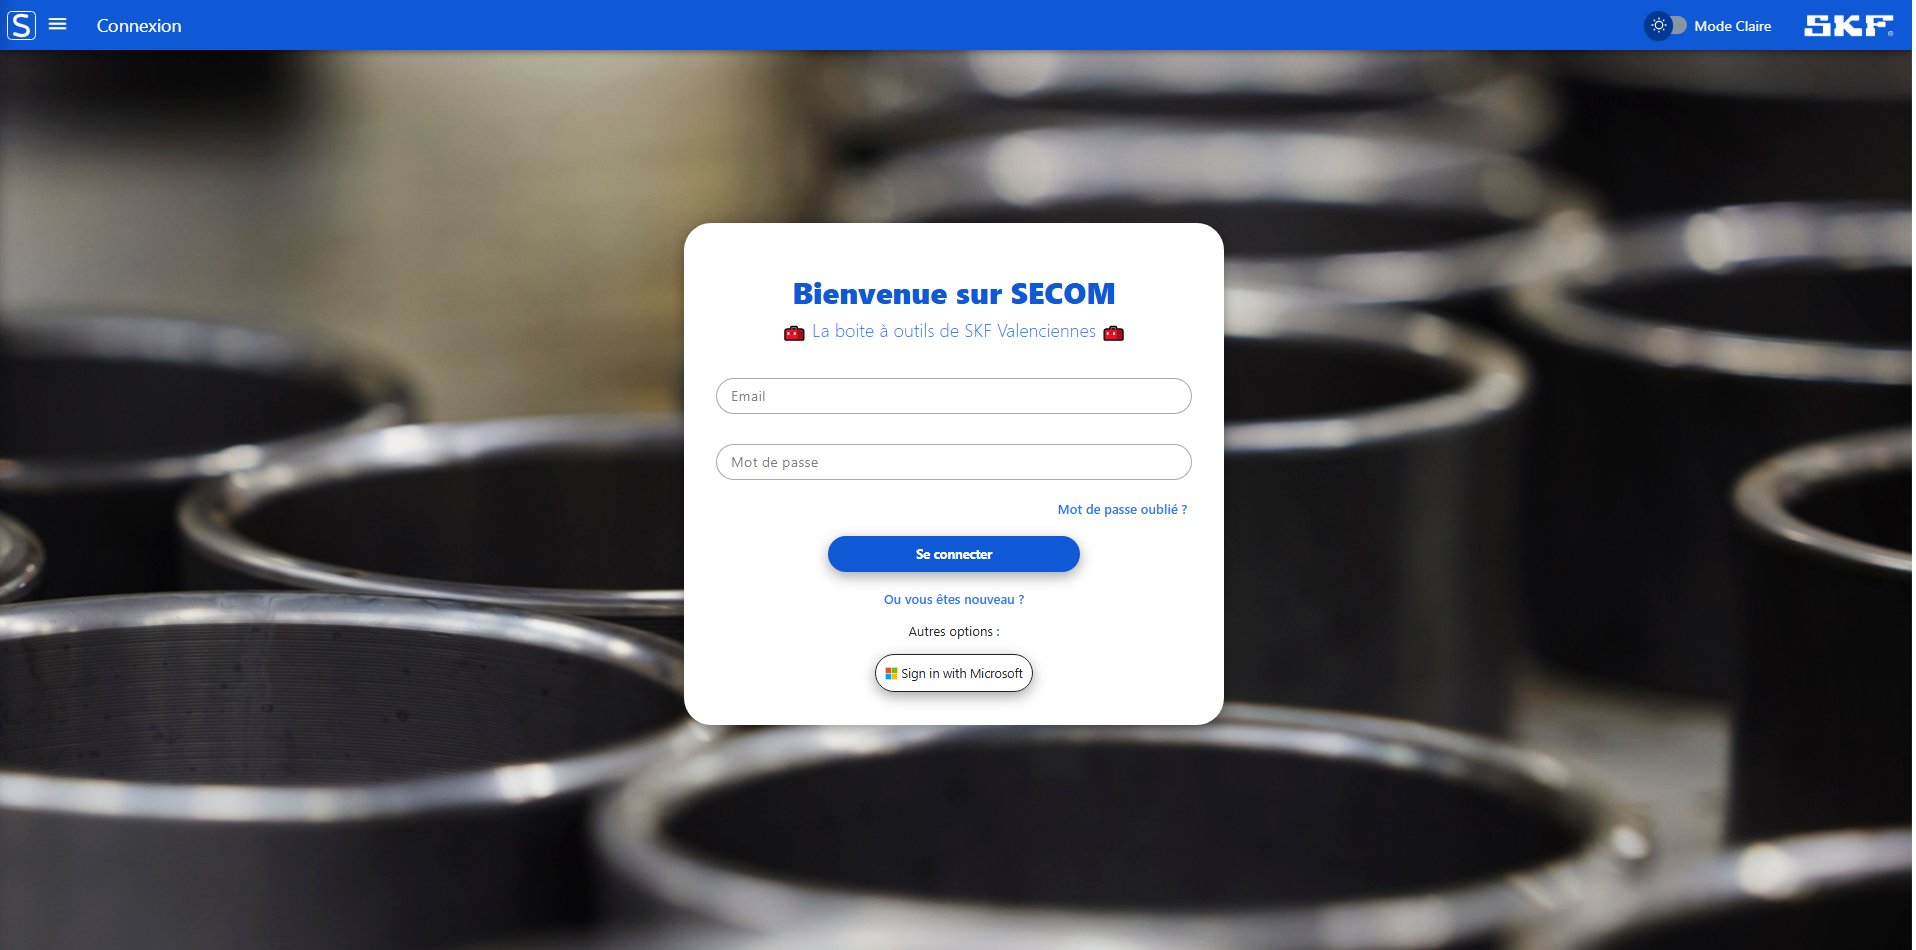 S
Connexion
Mode Claire
SKF®
Bienvenue sur SECOM
La boite à outils de SKF Valenciennes
Email
Mot de passe
Mot de passe oublié ?
Se connecter
Ou vous êtes nouveau ?
Autres options :
Sign in with Microsoft